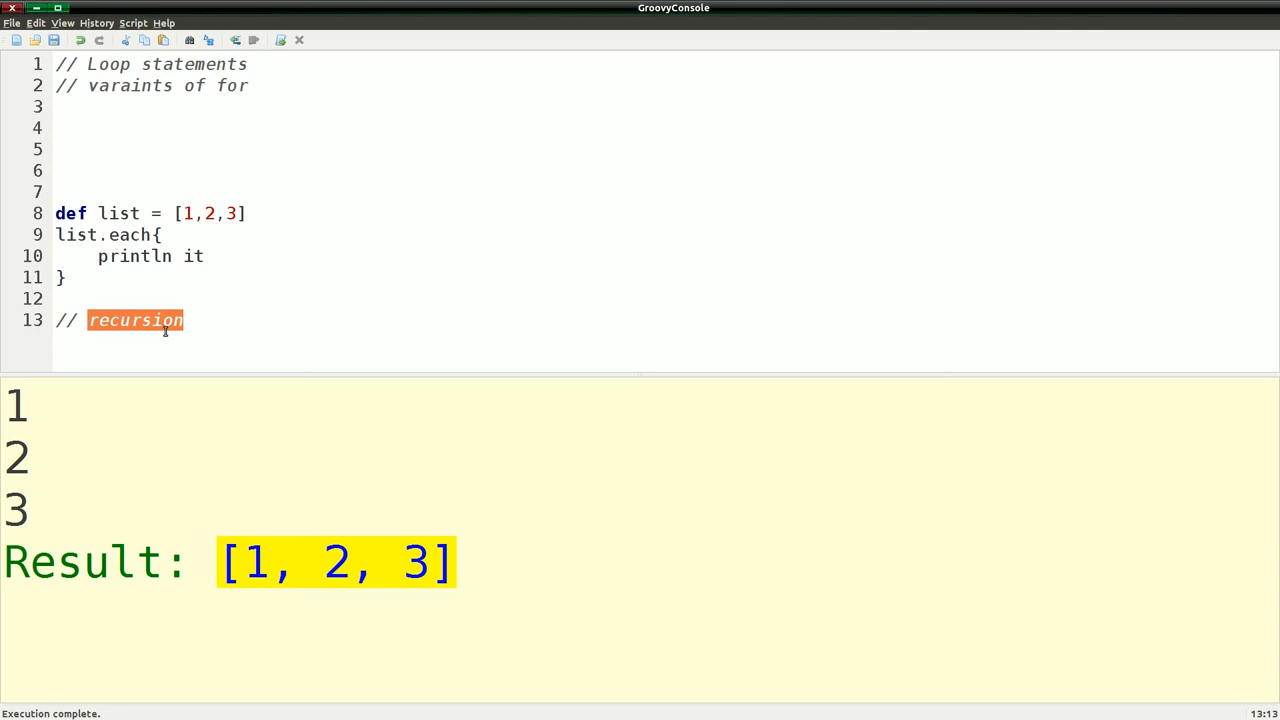 GroovyConsole
File Edit View History Script Help
1 // Loop statements
2 // varaints of for
3
4
5
6
7
8 def list = [1,2,3]
9 list.each{
10 println it
11 }
12
13 // recursion
1
2
3
Result: [1, 2, 3]
Execution complete. 13:13